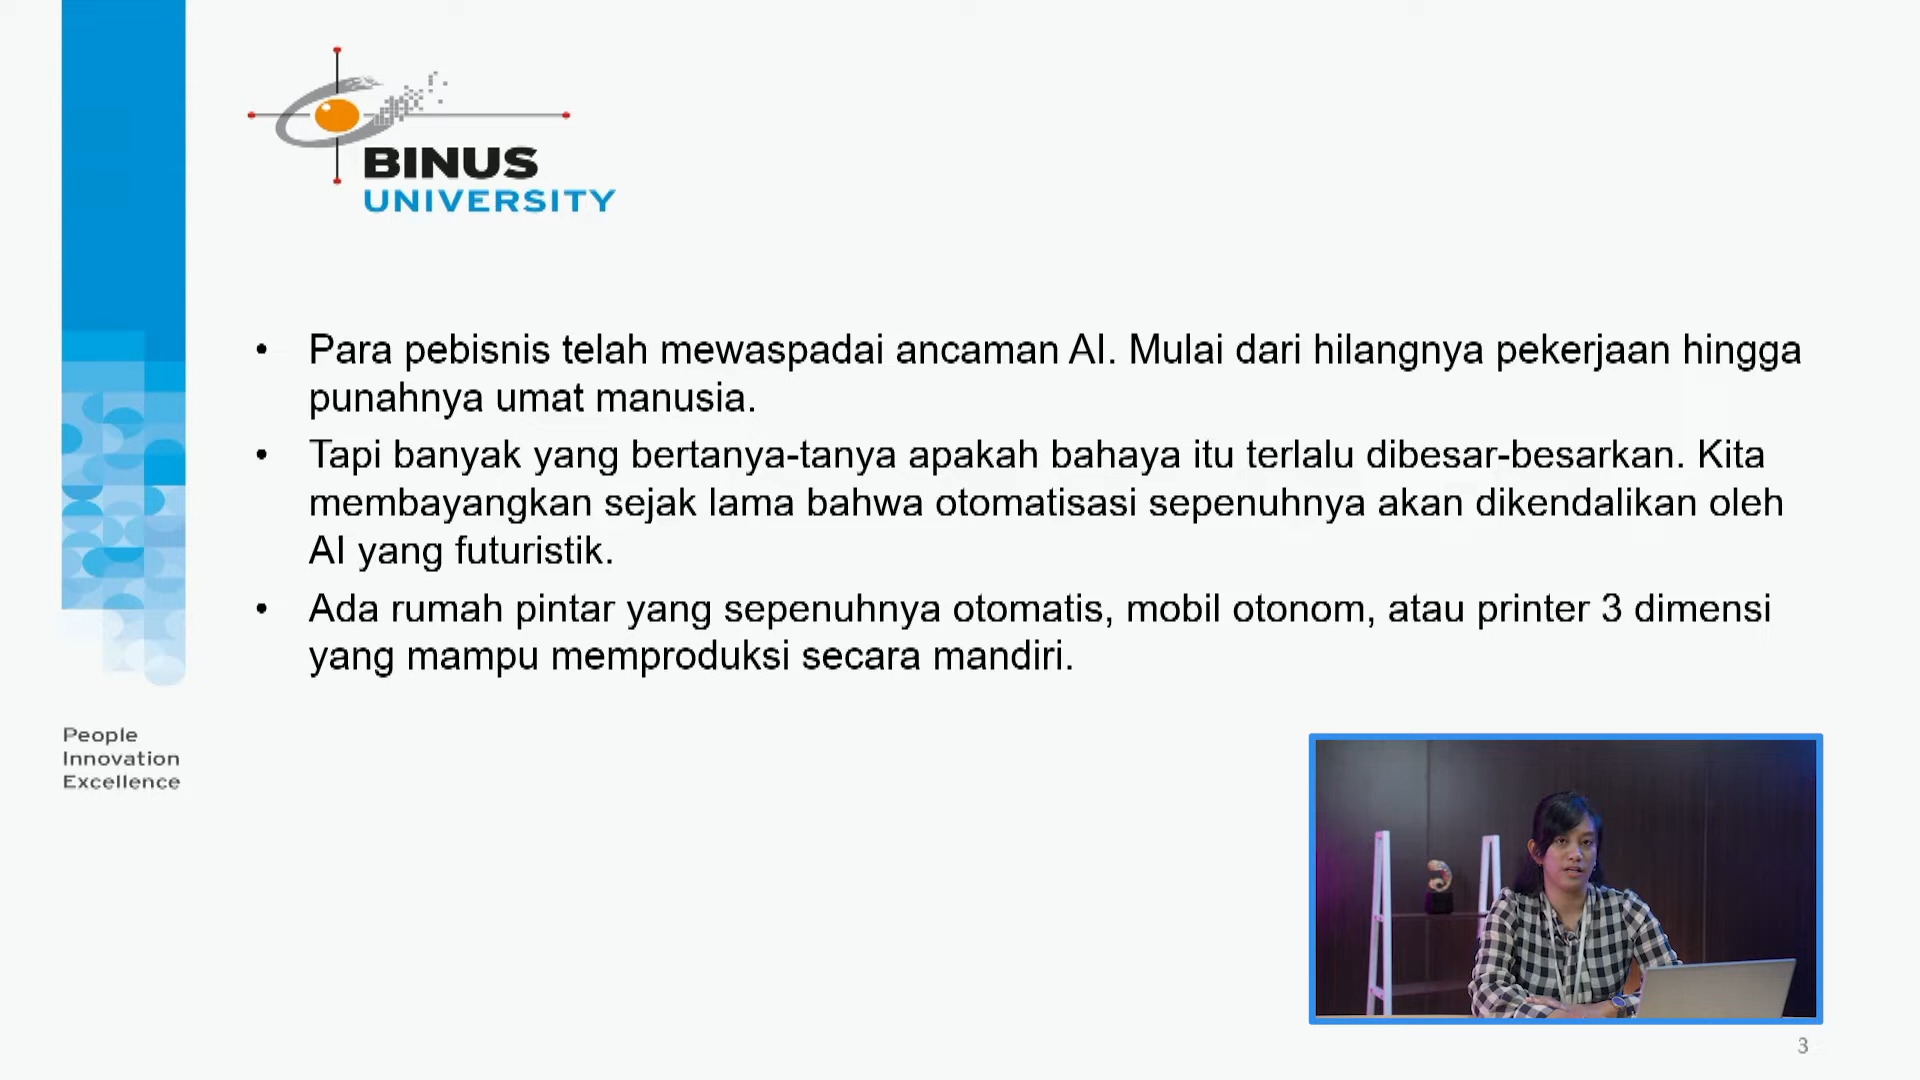 BINUS
UNIVERSITY
• Para pebisnis telah mewaspadai ancaman AI. Mulai dari hilangnya pekerjaan hingga
punahnya umat manusia.
• Tapi banyak yang bertanya-tanya apakah bahaya itu terlalu dibesar-besarkan. Kita
membayangkan sejak lama bahwa otomatisasi sepenuhnya akan dikendalikan oleh
AI yang futuristik.
• Ada rumah pintar yang sepenuhnya otomatis, mobil otonom, atau printer 3 dimensi
yang mampu memproduksi secara mandiri.
People
Innovation
Excellence
3